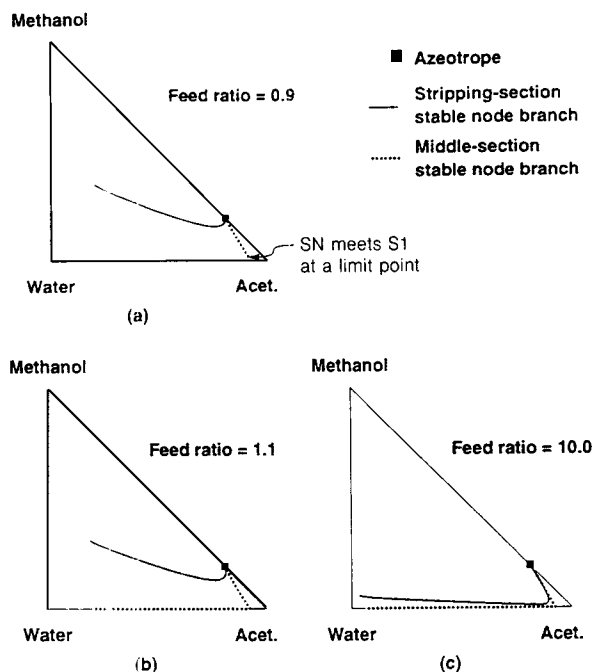 Methanol
Feed ratio = 0.9
Azeotrope
Stripping-section
stable node branch
Middle-section
stable node branch
SN meets S1
at a limit point
Water
Acet.
(a)
Methanol
Feed ratio = 1.1
Water
Acet.
(b)
Methanol
Feed ratio = 10.0
Water
Acet.
(c)